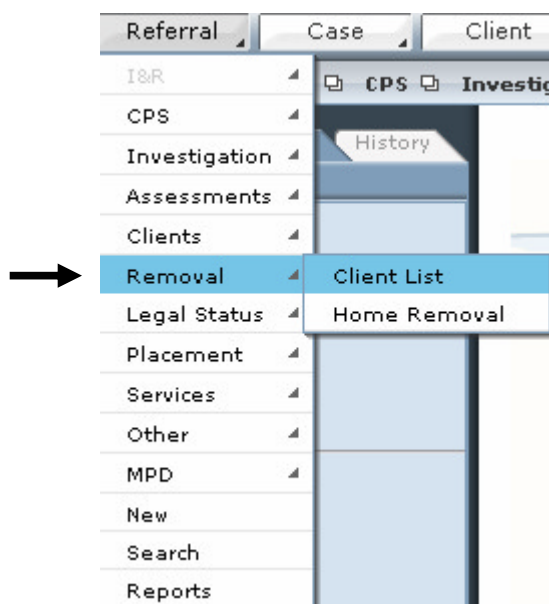 Referral Case Client
I&R
CPS Investig
CPS
History
Investigation
Assessments
Clients
Removal Client List
Legal Status Home Removal
Placement
Services
Other
MPD
New
Search
Reports